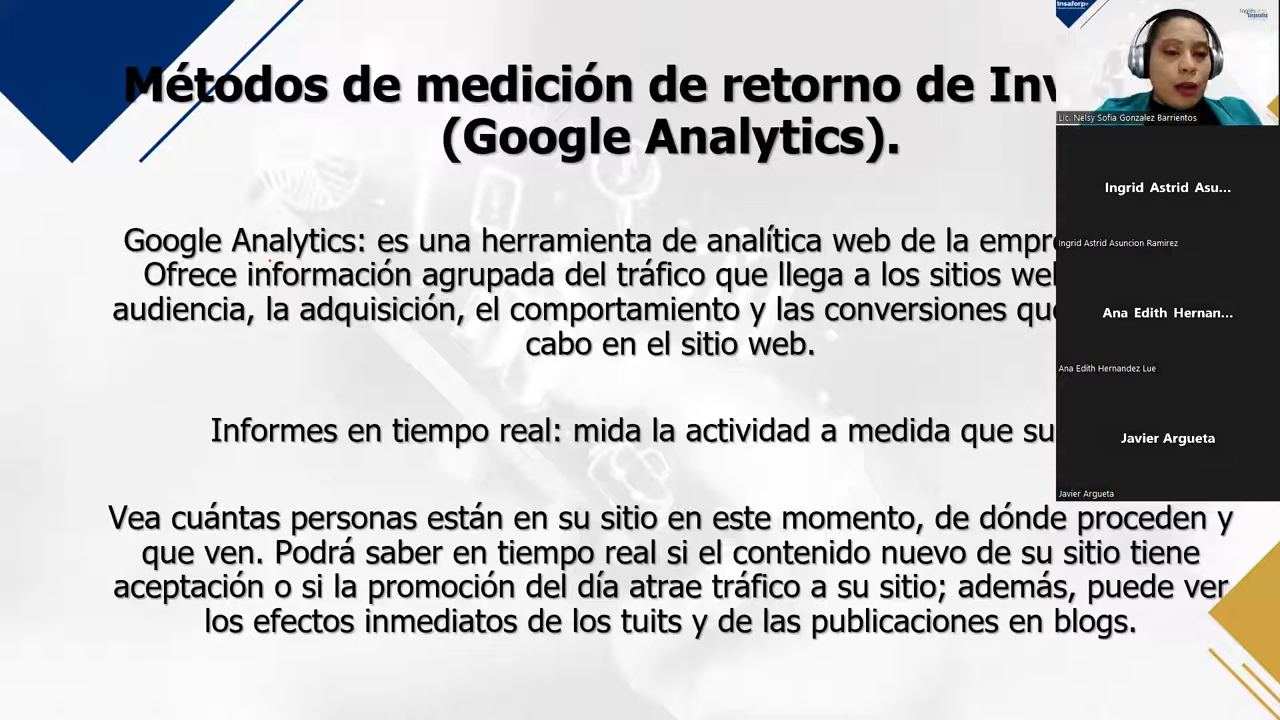 Métodos de medición de retorno de Inv
(Google Analytics).
Google Analytics: es una herramienta de analítica web de la empre
Ofrece información agrupada del tráfico que llega a los sitios web
audiencia, la adquisición, el comportamiento y las conversiones que
cabo en el sitio web.
Informes en tiempo real: mida la actividad a medida que su
Vea cuántas personas están en su sitio en este momento, de dónde proceden y
que ven. Podrá saber en tiempo real si el contenido nuevo de su sitio tiene
aceptación o si la promoción del día atrae tráfico a su sitio; además, puede ver
los efectos inmediatos de los tuits y de las publicaciones en blogs.
Insaforp
Lic. Nelsy Sofia Gonzalez Barrientos
Ingrid Astrid Asu...
Ingrid Astrid Asuncion Ramirez
Ana Edith Hernan...
Ana Edith Hernandez Lue
Javier Argueta
Javier Argueta